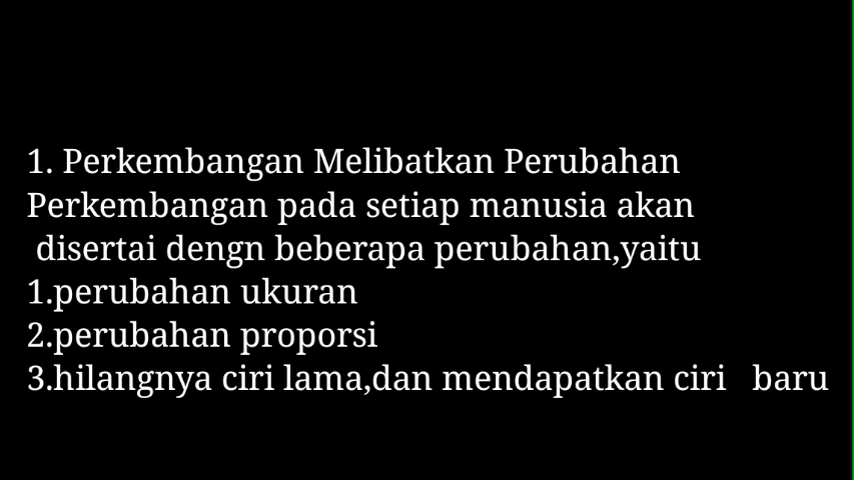 1. Perkembangan Melibatkan Perubahan
Perkembangan pada setiap manusia akan
disertai dengn beberapa perubahan,yaitu
1.perubahan ukuran
2.perubahan proporsi
3.hilangnya ciri lama,dan mendapatkan ciri   baru